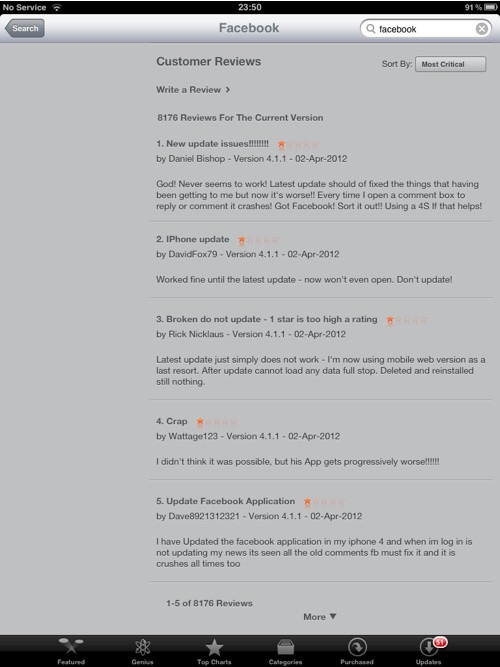 No Service 23:50 91 %
Search Facebook facebook
Customer Reviews
Sort By: Most Critical
Write a Review
8176 Reviews For The Current Version
1. New update issues!!!!!!!!
by Daniel Bishop - Version 4.1.1 - 02-Apr-2012
God! Never seems to work! Latest update should of fixed the things that having
been getting to me but now it's worse!! Every time I open a comment box to
reply or comment it crashes! Got Facebook! Sort it out!! Using a 4S If that helps!
2. IPhone update
by DavidFox79 - Version 4.1.1 - 02-Apr-2012
Worked fine until the latest update - now won't even open. Don't update!
3. Broken do not update - 1 star is too high a rating
by Rick Nicklaus - Version 4.1.1 - 02-Apr-2012
Latest update just simply does not work - I'm now using mobile web version as a
last resort. After update cannot load any data full stop. Deleted and reinstalled
still nothing.
4. Crap
by Wattage123 - Version 4.1.1 - 02-Apr-2012
I didn't think it was possible, but his App gets progressively worse!!!!!!
5. Update Facebook Application
by Dave8921312321 - Version 4.1.1 - 02-Apr-2012
I have Updated the facebook application in my iphone 4 and when im log in is
not updating my news its seen all the old comments fb must fix it and it is
crushes all times too
1-5 of 8176 Reviews
More
51
Featured Genius Top Charts Categories Purchased Updates